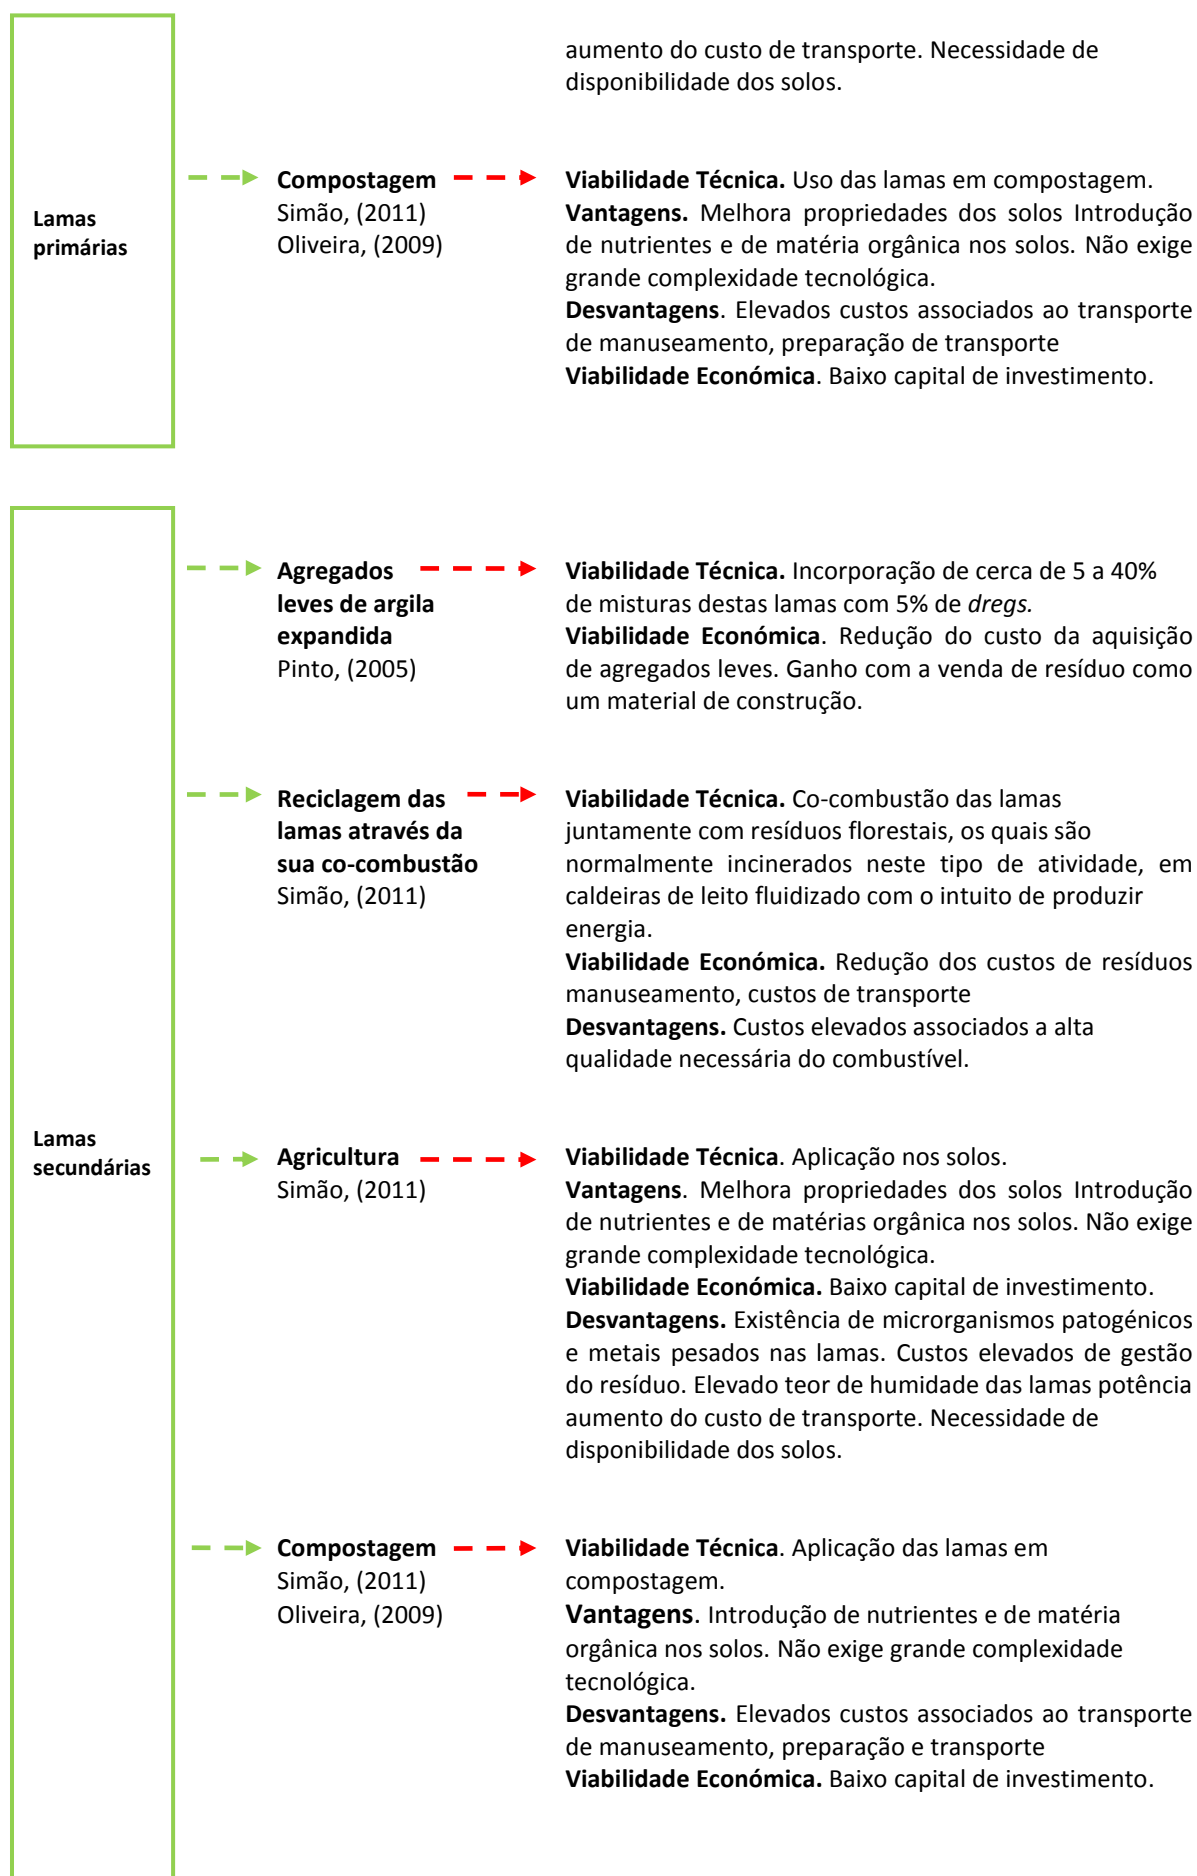 aumento do custo de transporte. Necessidade de
disponibilidade dos solos.
Lamas
primárias
Compostagem
Simão, (2011)
Oliveira, (2009)
Viabilidade Técnica. Uso das lamas em compostagem.
Vantagens. Melhora propriedades dos solos Introdução
de nutrientes e de matéria orgânica nos solos. Não exige
grande complexidade tecnológica.
Desvantagens. Elevados custos associados ao transporte
de manuseamento, preparação de transporte
Viabilidade Económica. Baixo capital de investimento.
Lamas
secundárias
Agregados
leves de argila
expandida
Pinto, (2005)
Viabilidade Técnica. Incorporação de cerca de 5 a 40%
de misturas destas lamas com 5% de dregs.
Viabilidade Económica. Redução do custo da aquisição
de agregados leves. Ganho com a venda de resíduo como
um material de construção.
Reciclagem das
lamas através da
sua co-combustão
Simão, (2011)
Viabilidade Técnica. Co-combustão das lamas
juntamente com resíduos florestais, os quais são
normalmente incinerados neste tipo de atividade, em
caldeiras de leito fluidizado com o intuito de produzir
energia.
Viabilidade Económica. Redução dos custos de resíduos
manuseamento, custos de transporte
Desvantagens. Custos elevados associados a alta
qualidade necessária do combustível.
Agricultura
Simão, (2011)
Viabilidade Técnica. Aplicação nos solos.
Vantagens. Melhora propriedades dos solos Introdução
de nutrientes e de matérias orgânica nos solos. Não exige
grande complexidade tecnológica.
Viabilidade Económica. Baixo capital de investimento.
Desvantagens. Existência de microrganismos patogénicos
e metais pesados nas lamas. Custos elevados de gestão
do resíduo. Elevado teor de humidade das lamas potência
aumento do custo de transporte. Necessidade de
disponibilidade dos solos.
Compostagem
Simão, (2011)
Oliveira, (2009)
Viabilidade Técnica. Aplicação das lamas em
compostagem.
Vantagens. Introdução de nutrientes e de matéria
orgânica nos solos. Não exige grande complexidade
tecnológica.
Desvantagens. Elevados custos associados ao transporte
de manuseamento, preparação e transporte
Viabilidade Económica. Baixo capital de investimento.